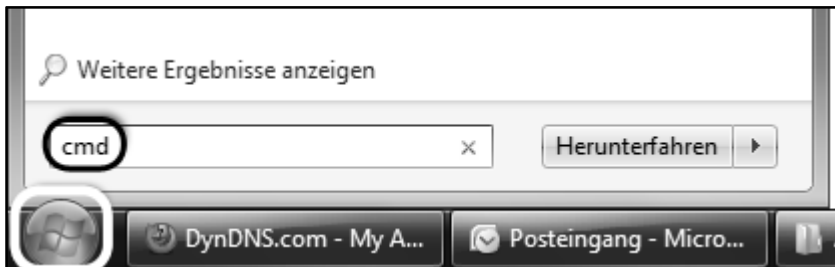 Weitere Ergebnisse anzeigen
cmd
Herunterfahren
DynDNS.com - My A...
Posteingang - Micro...